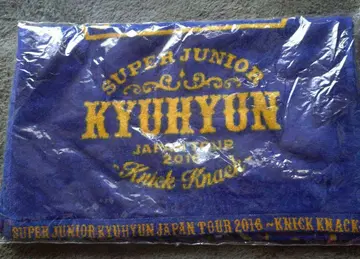 SUPER JUNIOR
KYUHYUN
JAPAN TOUR
2016
~Knick Knack~
SUPER JUNIOR KYUHYUN JAPAN TOUR 2016 ~KNICK KNACK~